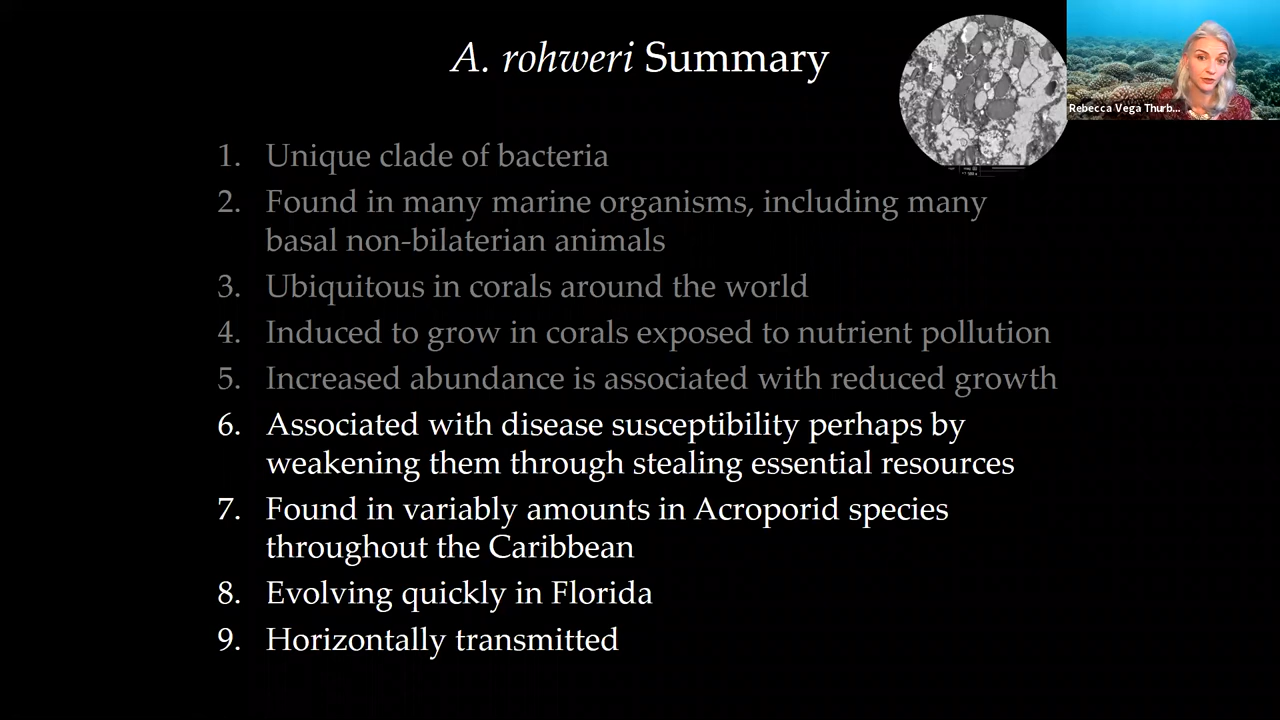 A. rohweri Summary
Rebecca Vega Thurb...
1. Unique clade of bacteria
2. Found in many marine organisms, including many
basal non-bilaterian animals
3. Ubiquitous in corals around the world
4. Induced to grow in corals exposed to nutrient pollution
5. Increased abundance is associated with reduced growth
6. Associated with disease susceptibility perhaps by
weakening them through stealing essential resources
7. Found in variably amounts in Acroporid species
throughout the Caribbean
8. Evolving quickly in Florida
9. Horizontally transmitted